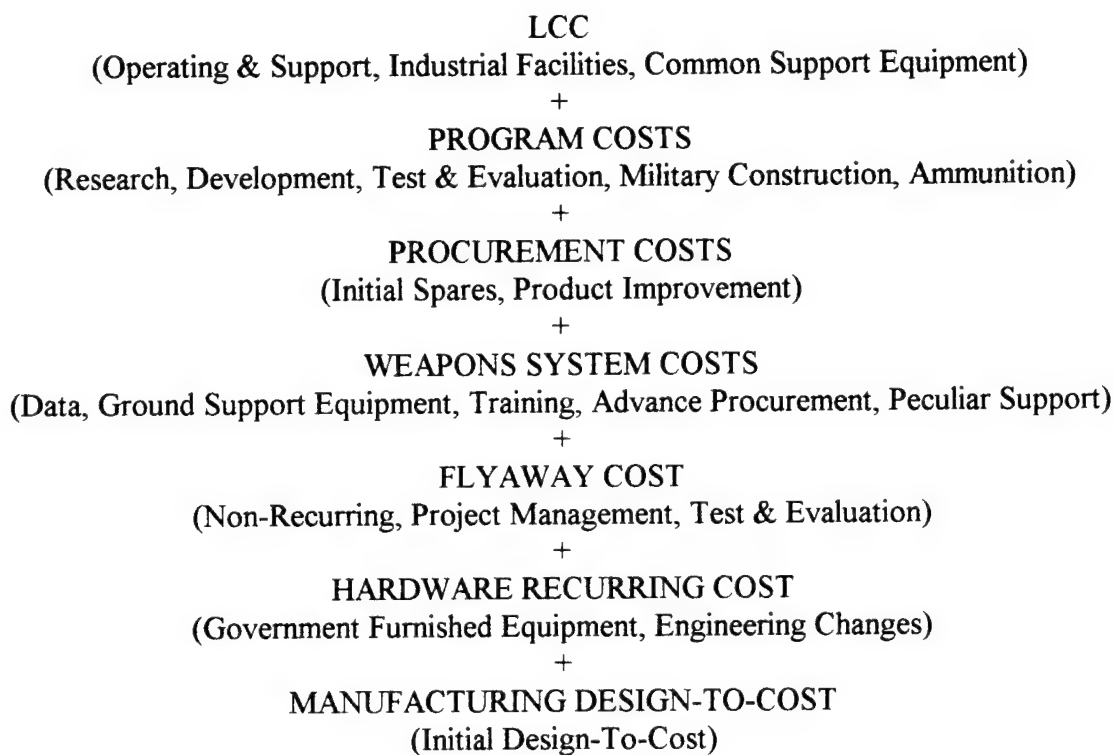 LCC
(Operating & Support, Industrial Facilities, Common Support Equipment)
+
PROGRAM COSTS
(Research, Development, Test & Evaluation, Military Construction, Ammunition)
+
PROCUREMENT COSTS
(Initial Spares, Product Improvement)
+
WEAPONS SYSTEM COSTS
(Data, Ground Support Equipment, Training, Advance Procurement, Peculiar Support)
+
FLYAWAY COST
(Non-Recurring, Project Management, Test & Evaluation)
+
HARDWARE RECURRING COST
(Government Furnished Equipment, Engineering Changes)
+
MANUFACTURING DESIGN-TO-COST
(Initial Design-To-Cost)